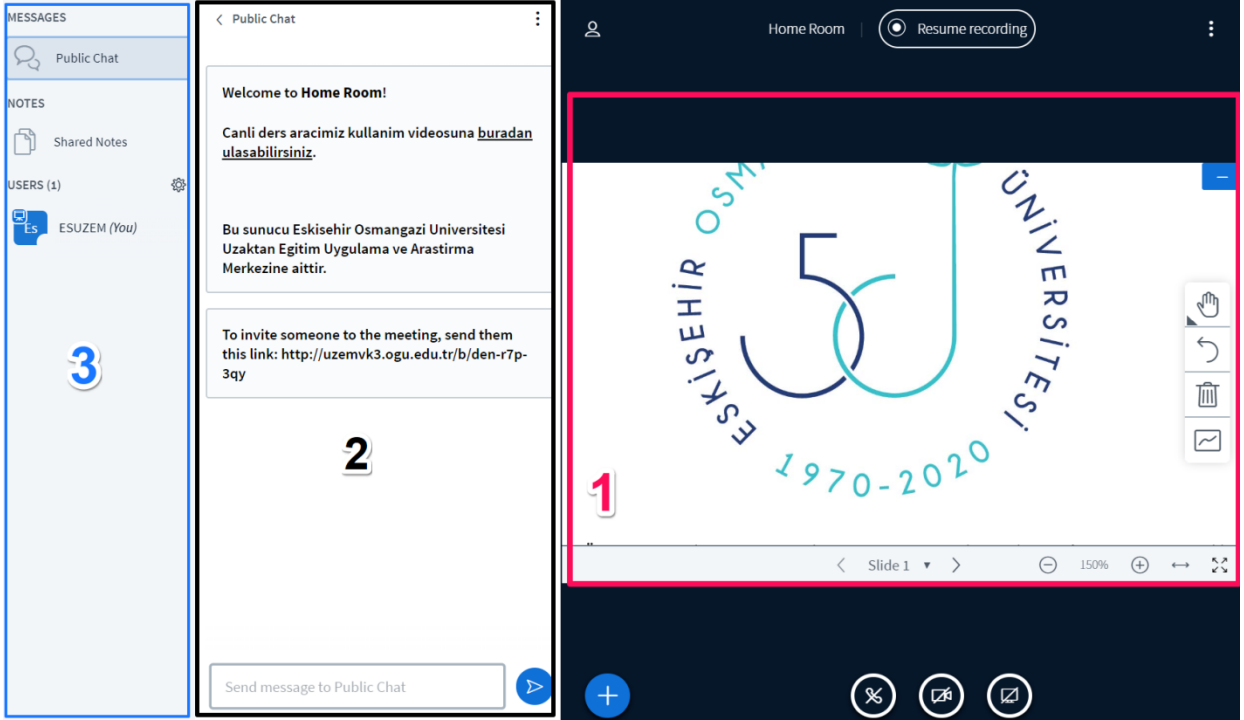 MESSAGES
Public Chat
NOTES
Shared Notes
USERS (1)
Es
ESUZEM (You)
3
Public Chat
Welcome to Home Room!
Canli ders aracimiz kullanim videosuna buradan
ulasabilirsiniz.
Bu sunucu Eskisehir Osmangazi Universitesi
Uzaktan Egitim Uygulama ve Arastirma
Merkezine aittir.
To invite someone to the meeting, send them
this link: http://uzemvk3.ogu.edu.tr/b/den-r7p-
3qy
2
Send message to Public Chat
Home Room
Resume recording
ESKİŞEHİR OSMA
ÜNİVERSİTESİ
50
1970-2020
1
Slide 1
150%